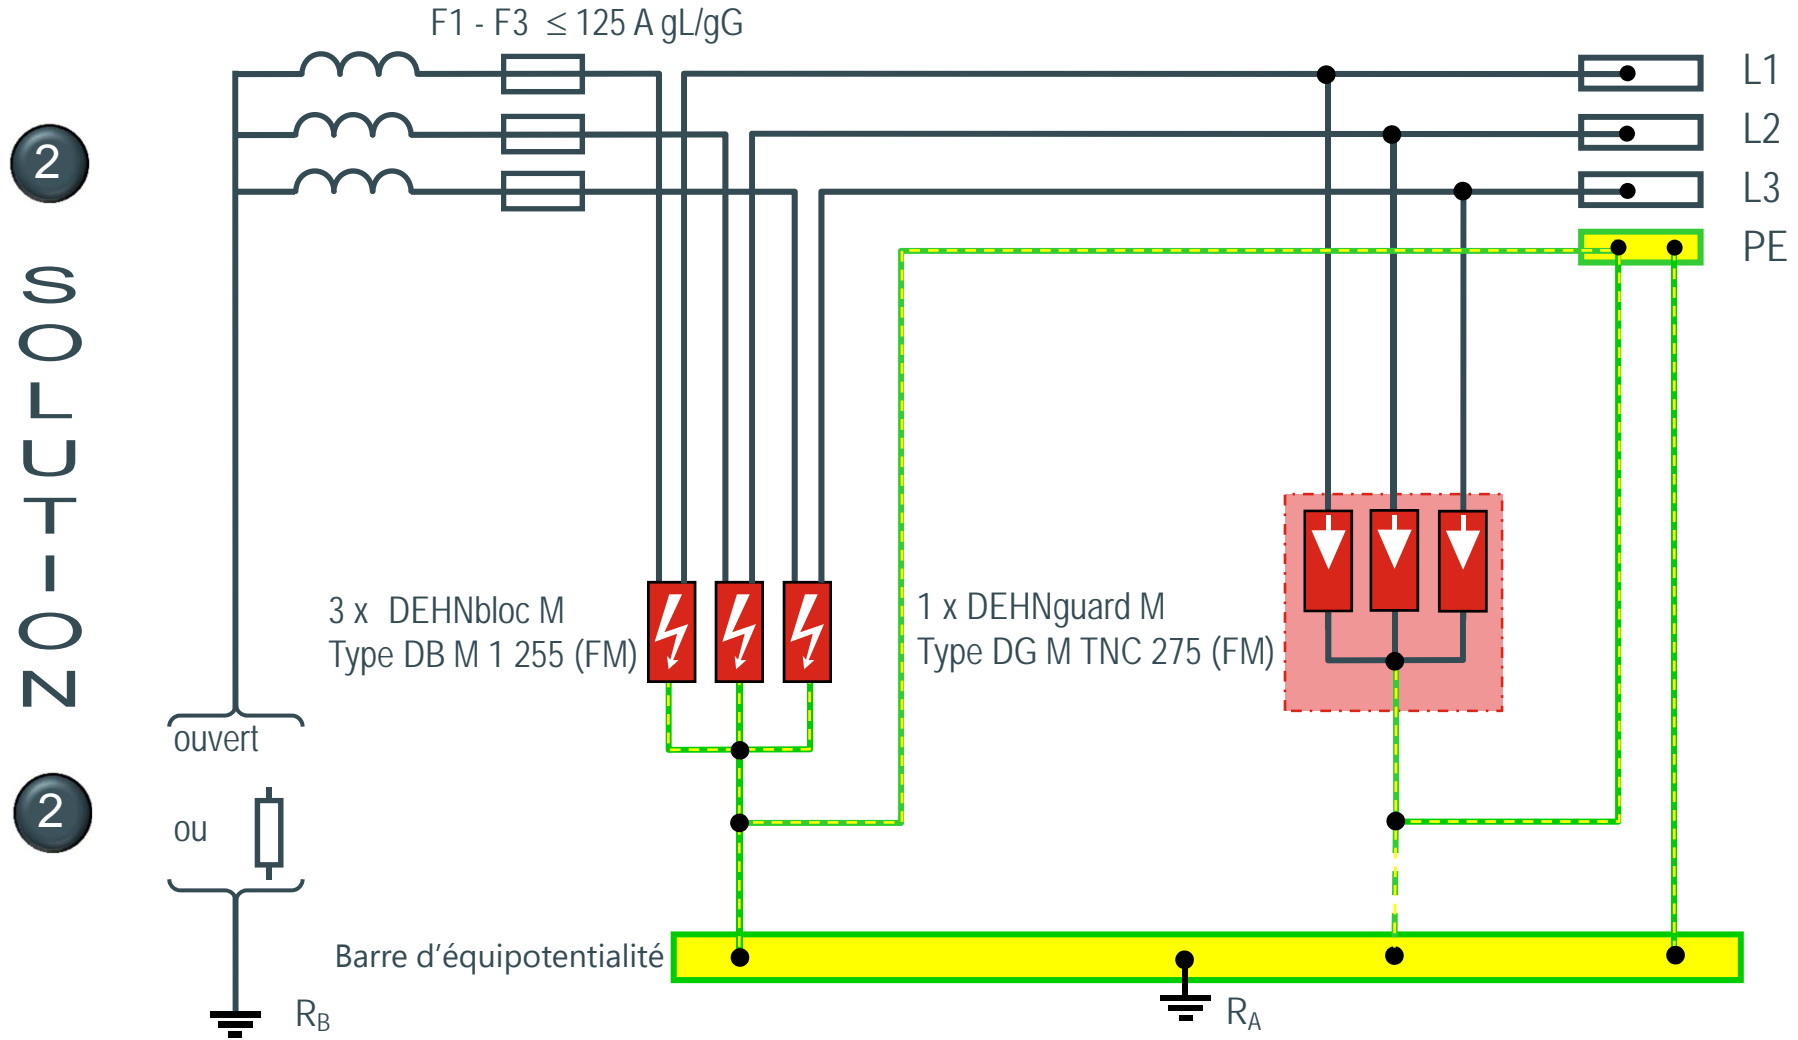 F1 - F3 ≤ 125 A gL/gG
L1
L2
L3
PE
2
SOLUTION
2
3 x DEHNbloc M
Type DB M 1 255 (FM)
1 x DEHNguard M
Type DG M TNC 275 (FM)
ouvert
ou
Barre d'équipotentialité
RB
RA